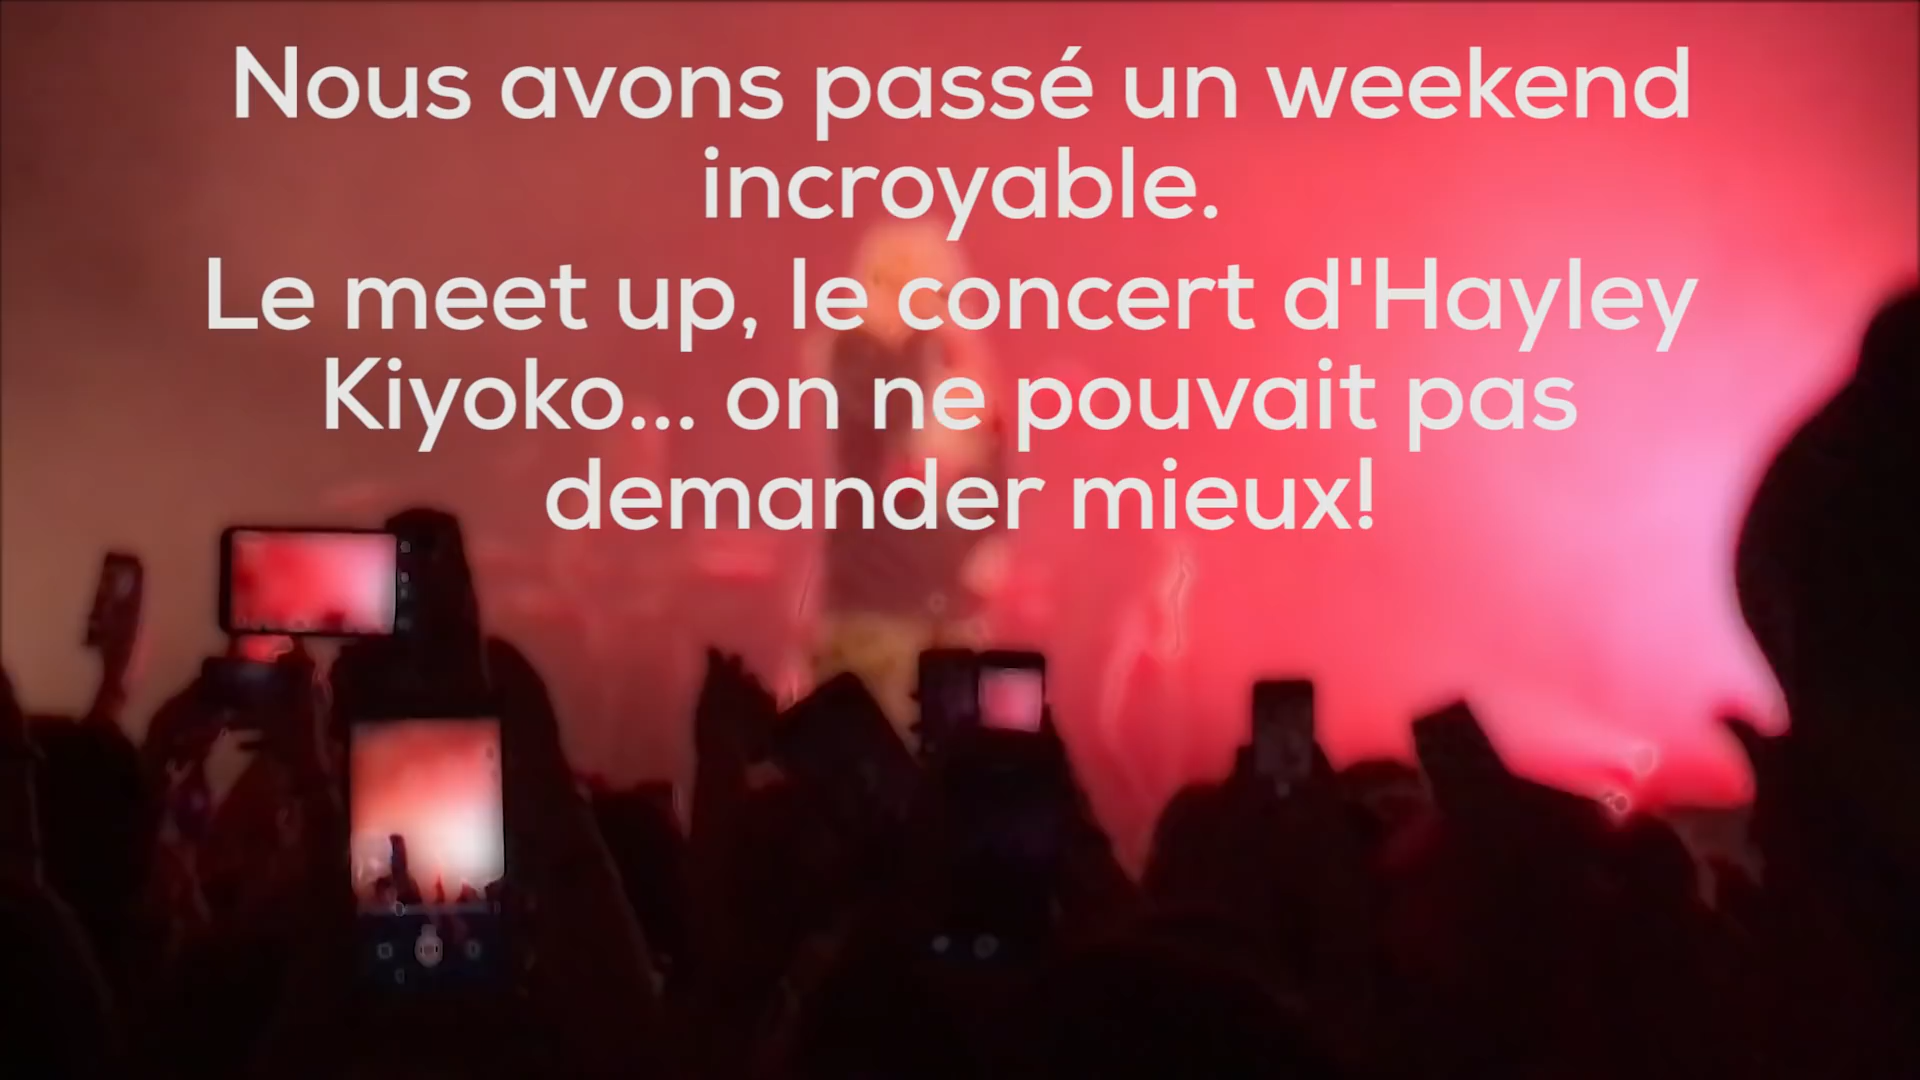 Nous avons passé un weekend
incroyable.
Le meet up, le concert d'Hayley
Kiyoko... on ne pouvait pas
demander mieux!